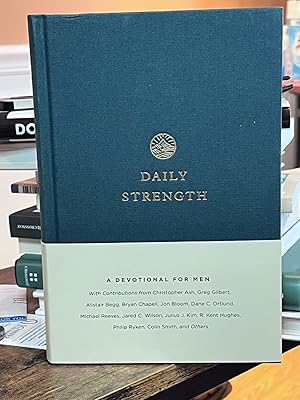 DAILY
STRENGTH
A DEVOTIONAL FOR MEN
With Contributions from Christopher Ash, Greg Gilbert,
Alistair Begg, Bryan Chapell, Jon Bloom, Dane C. Ortlund,
Michael Reeves, Jared C. Wilson, Julius J. Kim, R. Kent Hughes,
Philip Ryken, Colin Smith, and Others